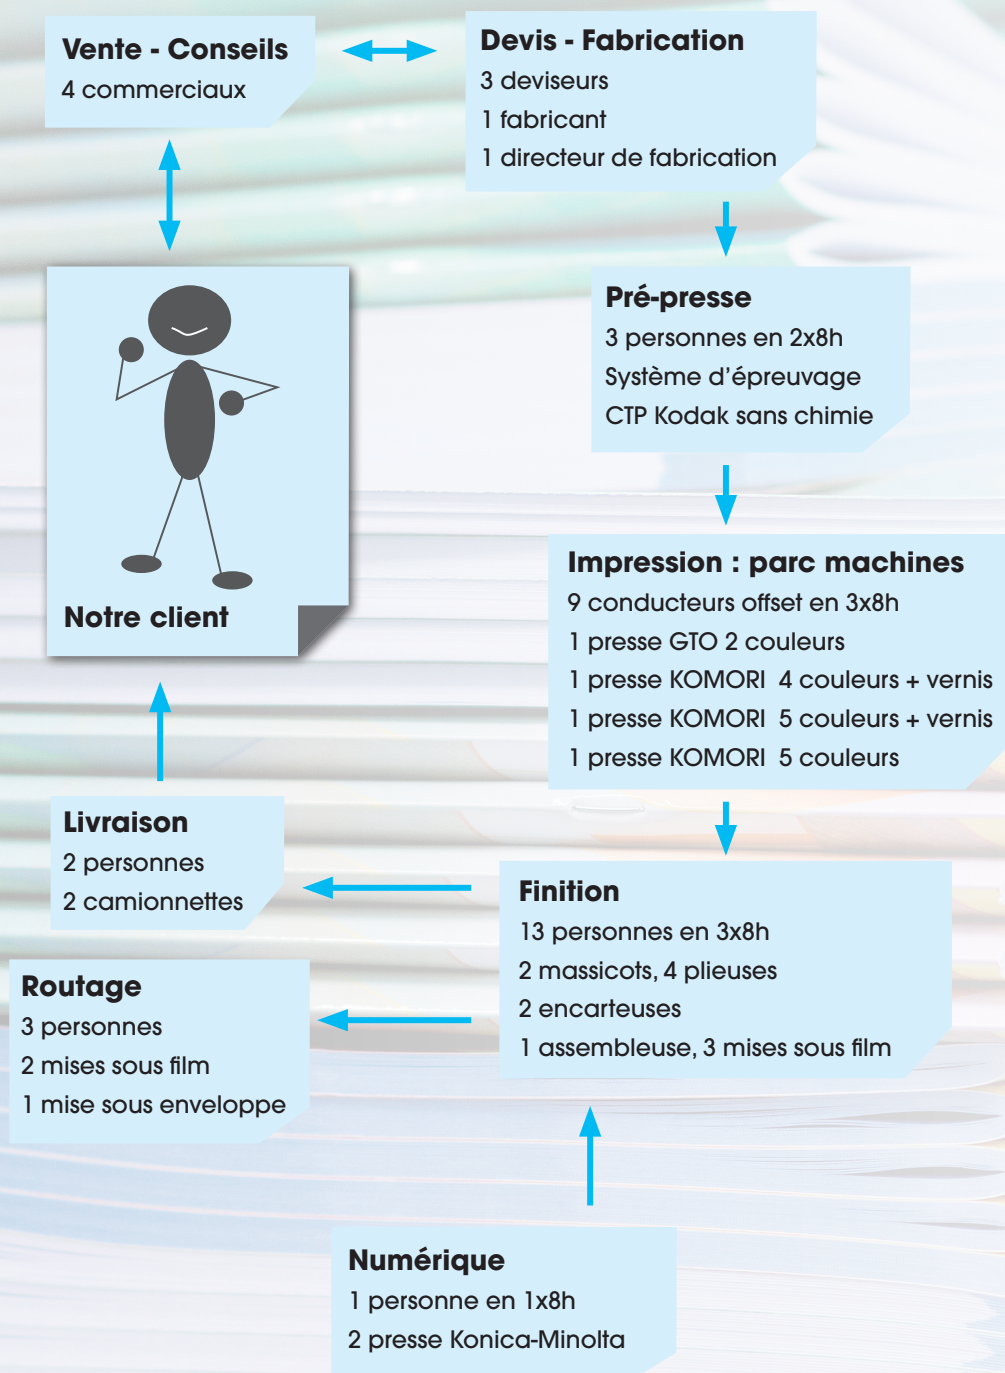 Vente - Conseils
4 commerciaux
Devis - Fabrication
3 deviseurs
1 fabricant
1 directeur de fabrication
Pré-presse
3 personnes en 2x8h
Système d'épreuvage
CTP Kodak sans chimie
Notre client
Impression : parc machines
9 conducteurs offset en 3x8h
1 presse GTO 2 couleurs
1 presse KOMORI 4 couleurs + vernis
1 presse KOMORI 5 couleurs + vernis
1 presse KOMORI 5 couleurs
Livraison
2 personnes
2 camionnettes
Finition
13 personnes en 3x8h
2 massicots, 4 plieuses
2 encarteuses
1 assembleuse, 3 mises sous film
Routage
3 personnes
2 mises sous film
1 mise sous enveloppe
Numérique
1 personne en 1x8h
2 presse Konica-Minolta